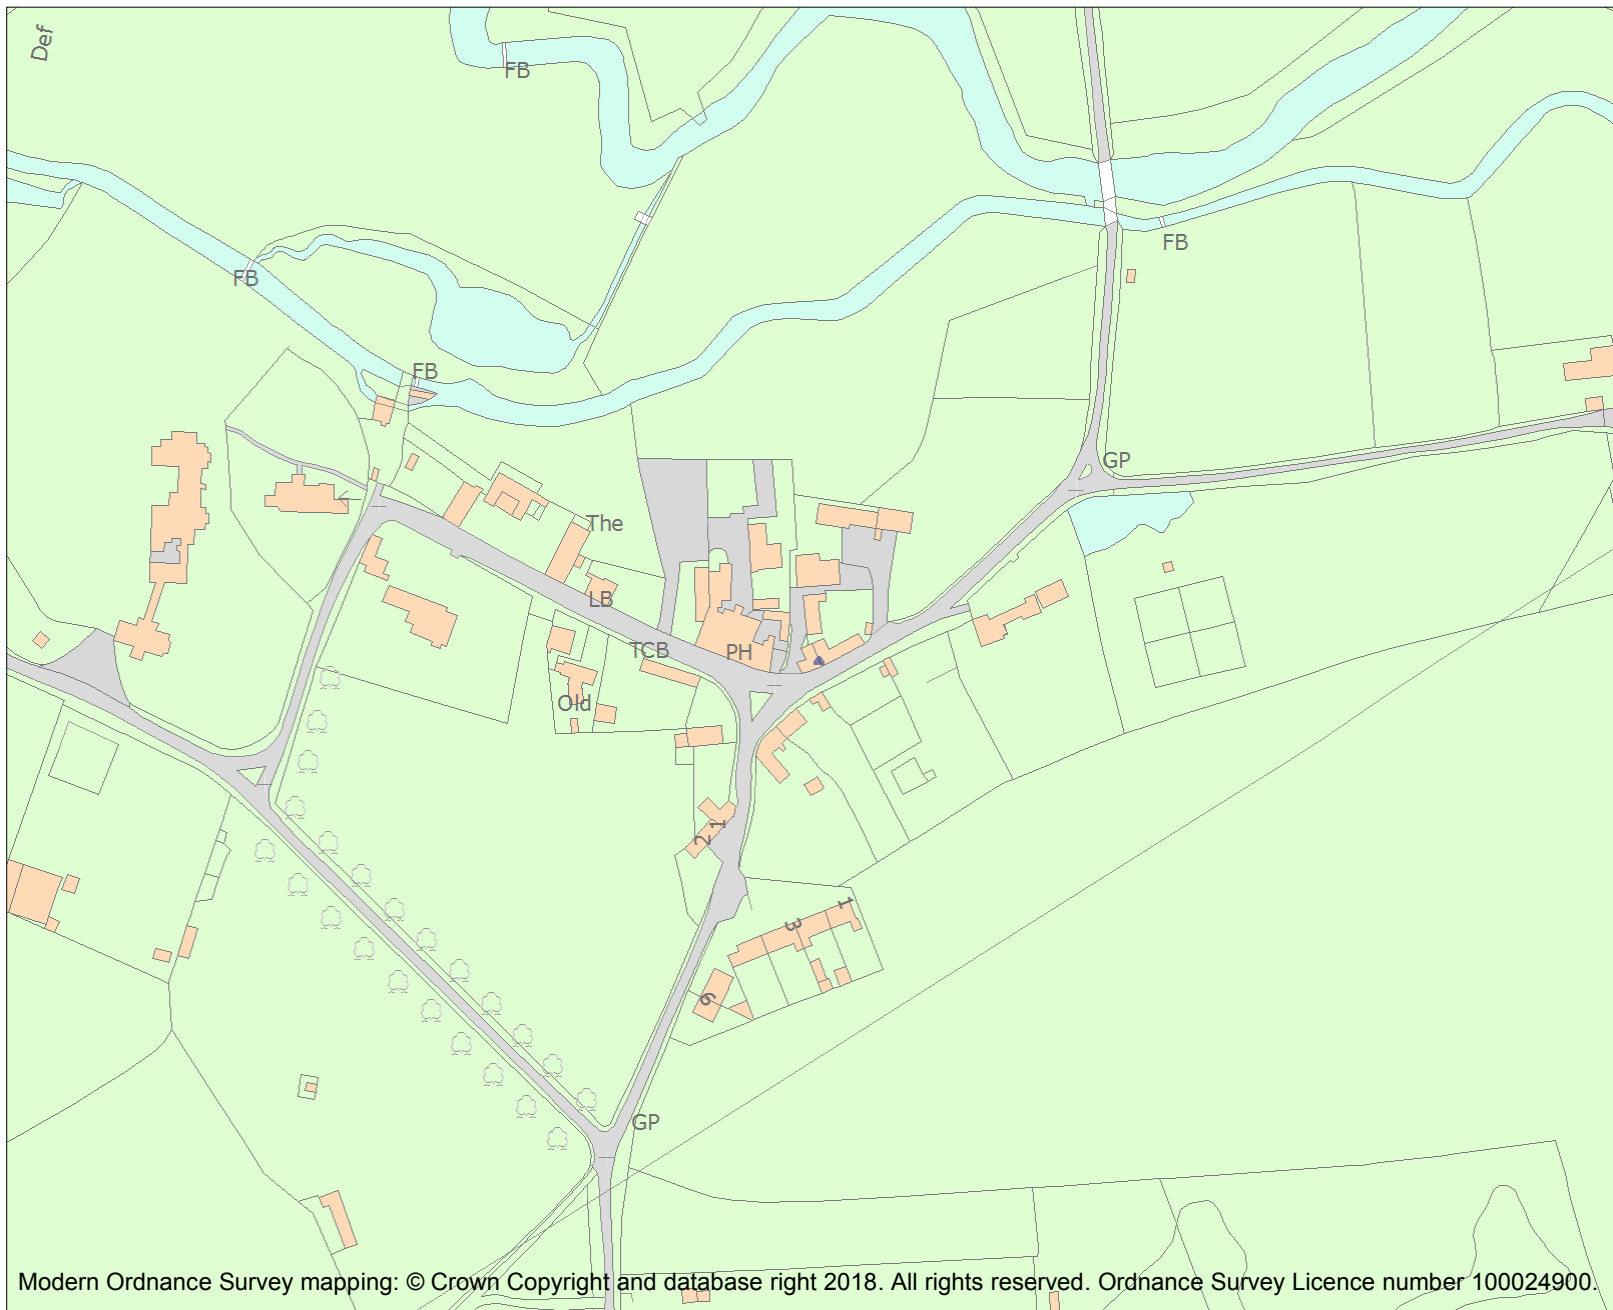 Def
FB
FB
FB
FB
GP
The
LB
TCB
PH
Old
1
2
1
3
6
GP
Modern Ordnance Survey mapping: © Crown Copyright and database right 2018. All rights reserved. Ordnance Survey Licence number 100024900.